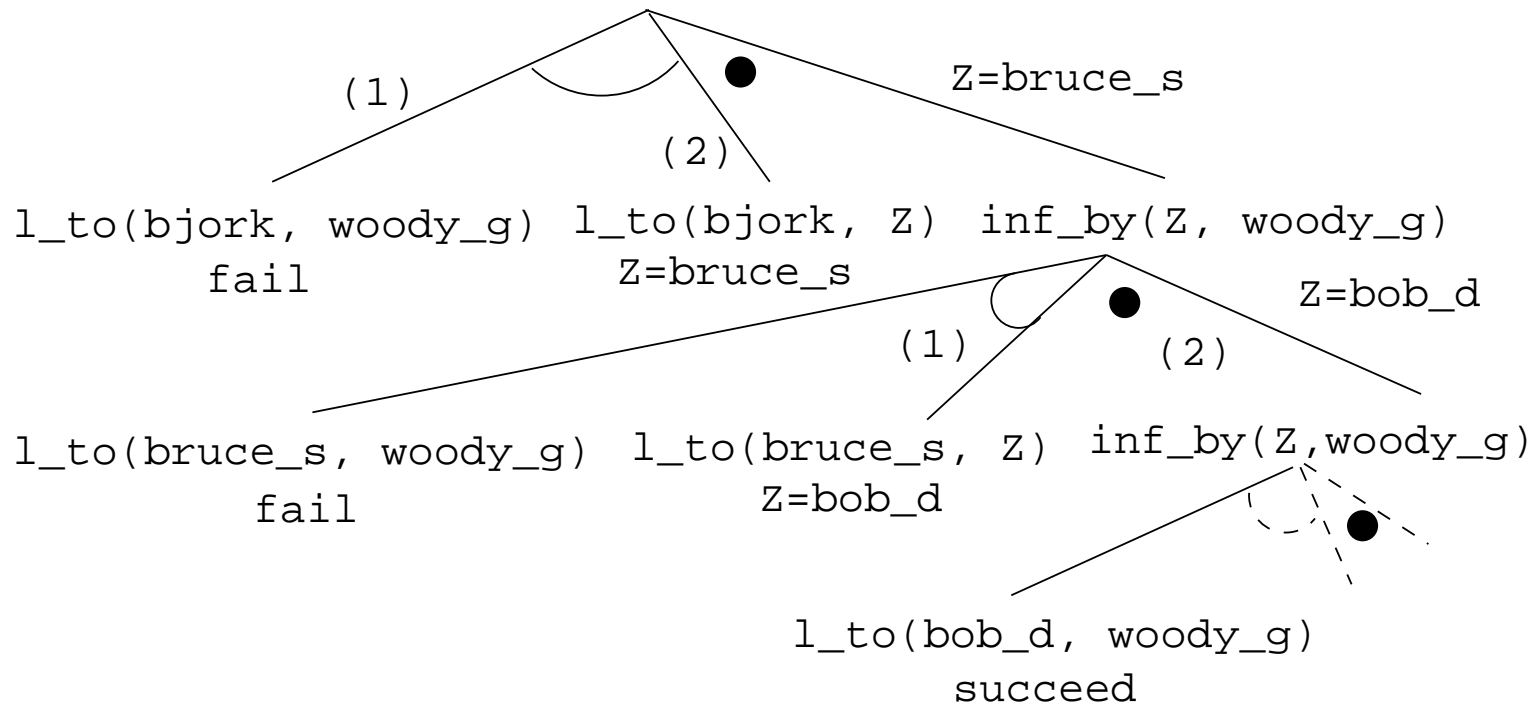 Z=bruce_s
(1)
(2)
l_to(bjork, woody_g) l_to(bjork, Z) inf_by(Z, woody_g)
fail Z=bruce_s
Z=bob_d
(1) (2)
l_to(bruce_s, woody_g) l_to(bruce_s, Z) inf_by(Z,woody_g)
fail Z=bob_d
l_to(bob_d, woody_g)
succeed